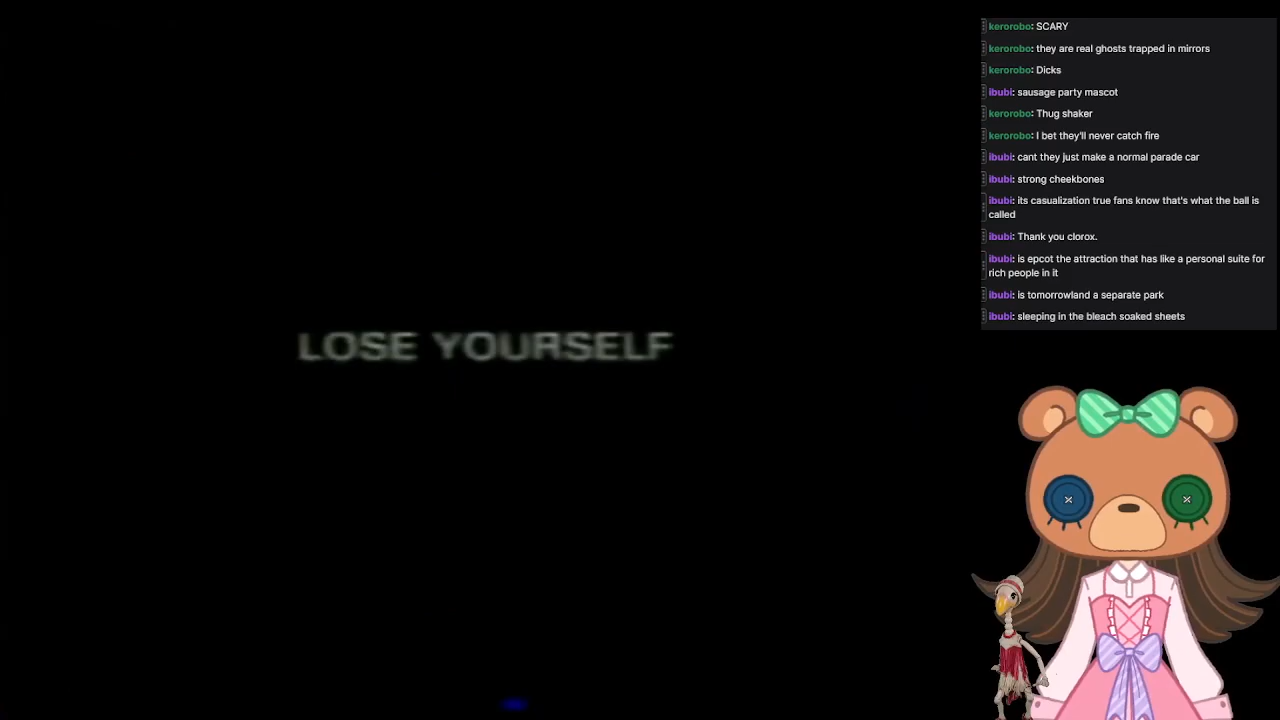 LOSE YOURSELF
kerorobo: SCARY
kerorobo: they are real ghosts trapped in mirrors
kerorobo: Dicks
ibubi: sausage party mascot
kerorobo: Thug shaker
kerorobo: I bet they'll never catch fire
ibubi: cant they just make a normal parade car
ibubi: strong cheekbones
ibubi: its casualization true fans know that's what the ball is
called
ibubi: Thank you clorox.
ibubi: is epcot the attraction that has like a personal suite for
rich people in it
ibubi: is tomorrowland a separate park
ibubi: sleeping in the bleach soaked sheets